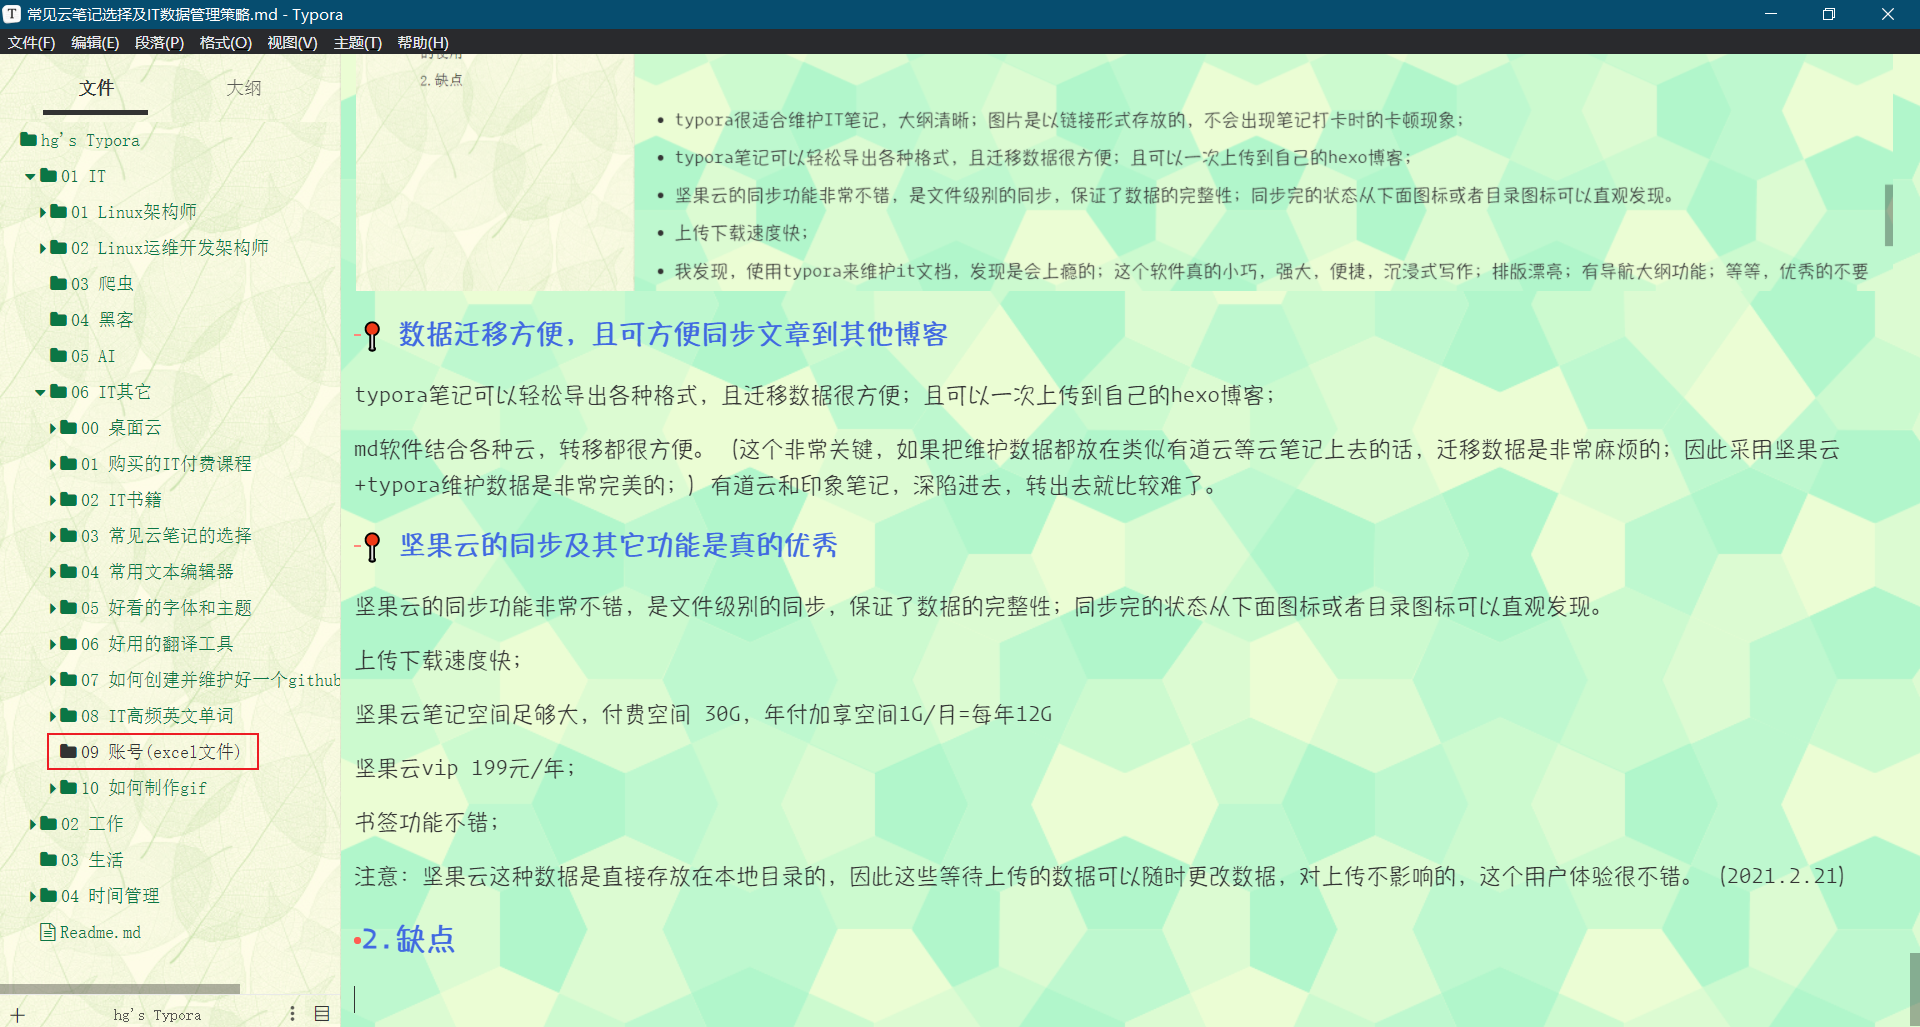 常见云笔记选择及IT数据管理策略.md - Typora
文件(F) 编辑(E) 段落(P) 格式(O) 视图(V) 主题(T) 帮助(H)
文件 大纲
hg's Typora
01 IT
01 Linux架构师
02 Linux运维开发架构师
03 爬虫
04 黑客
05 AI
06 IT其它
00 桌面云
01 购买的IT付费课程
02 IT书籍
03 常见云笔记的选择
04 常用文本编辑器
05 好看的字体和主题
06 好用的翻译工具
07 如何创建并维护好一个github
08 IT高频英文单词
09 账号(excel文件)
10 如何制作gif
02 工作
03 生活
04 时间管理
Readme.md
hg's Typora
的使用
2.缺点
• typora很适合维护IT笔记，大纲清晰；图片是以链接形式存放的，不会出现笔记打卡时的卡顿现象；
• typora笔记可以轻松导出各种格式，且迁移数据很方便；且可以一次上传到自己的hexo博客；
• 坚果云的同步功能非常不错，是文件级别的同步，保证了数据的完整性；同步完的状态从下面图标或者目录图标可以直观发现。
• 上传下载速度快；
• 我发现，使用typora来维护it文档，发现是会上瘾的；这个软件真的小巧，强大，便捷，沉浸式写作；排版漂亮；有导航大纲功能；等等，优秀的不要
数据迁移方便，且可方便同步文章到其他博客
typora笔记可以轻松导出各种格式，且迁移数据很方便；且可以一次上传到自己的hexo博客；
md软件结合各种云，转移都很方便。（这个非常关键，如果把维护数据都放在类似有道云等云笔记上去的话，迁移数据是非常麻烦的；因此采用坚果云
+typora维护数据是非常完美的；）有道云和印象笔记，深陷进去，转出去就比较难了。
坚果云的同步及其它功能是真的优秀
坚果云的同步功能非常不错，是文件级别的同步，保证了数据的完整性；同步完的状态从下面图标或者目录图标可以直观发现。
上传下载速度快；
坚果云笔记空间足够大，付费空间 30G，年付加享空间1G/月=每年12G
坚果云vip 199元/年；
书签功能不错；
注意：坚果云这种数据是直接存放在本地目录的，因此这些等待上传的数据可以随时更改数据，对上传不影响的，这个用户体验很不错。（2021.2.21）
2.缺点